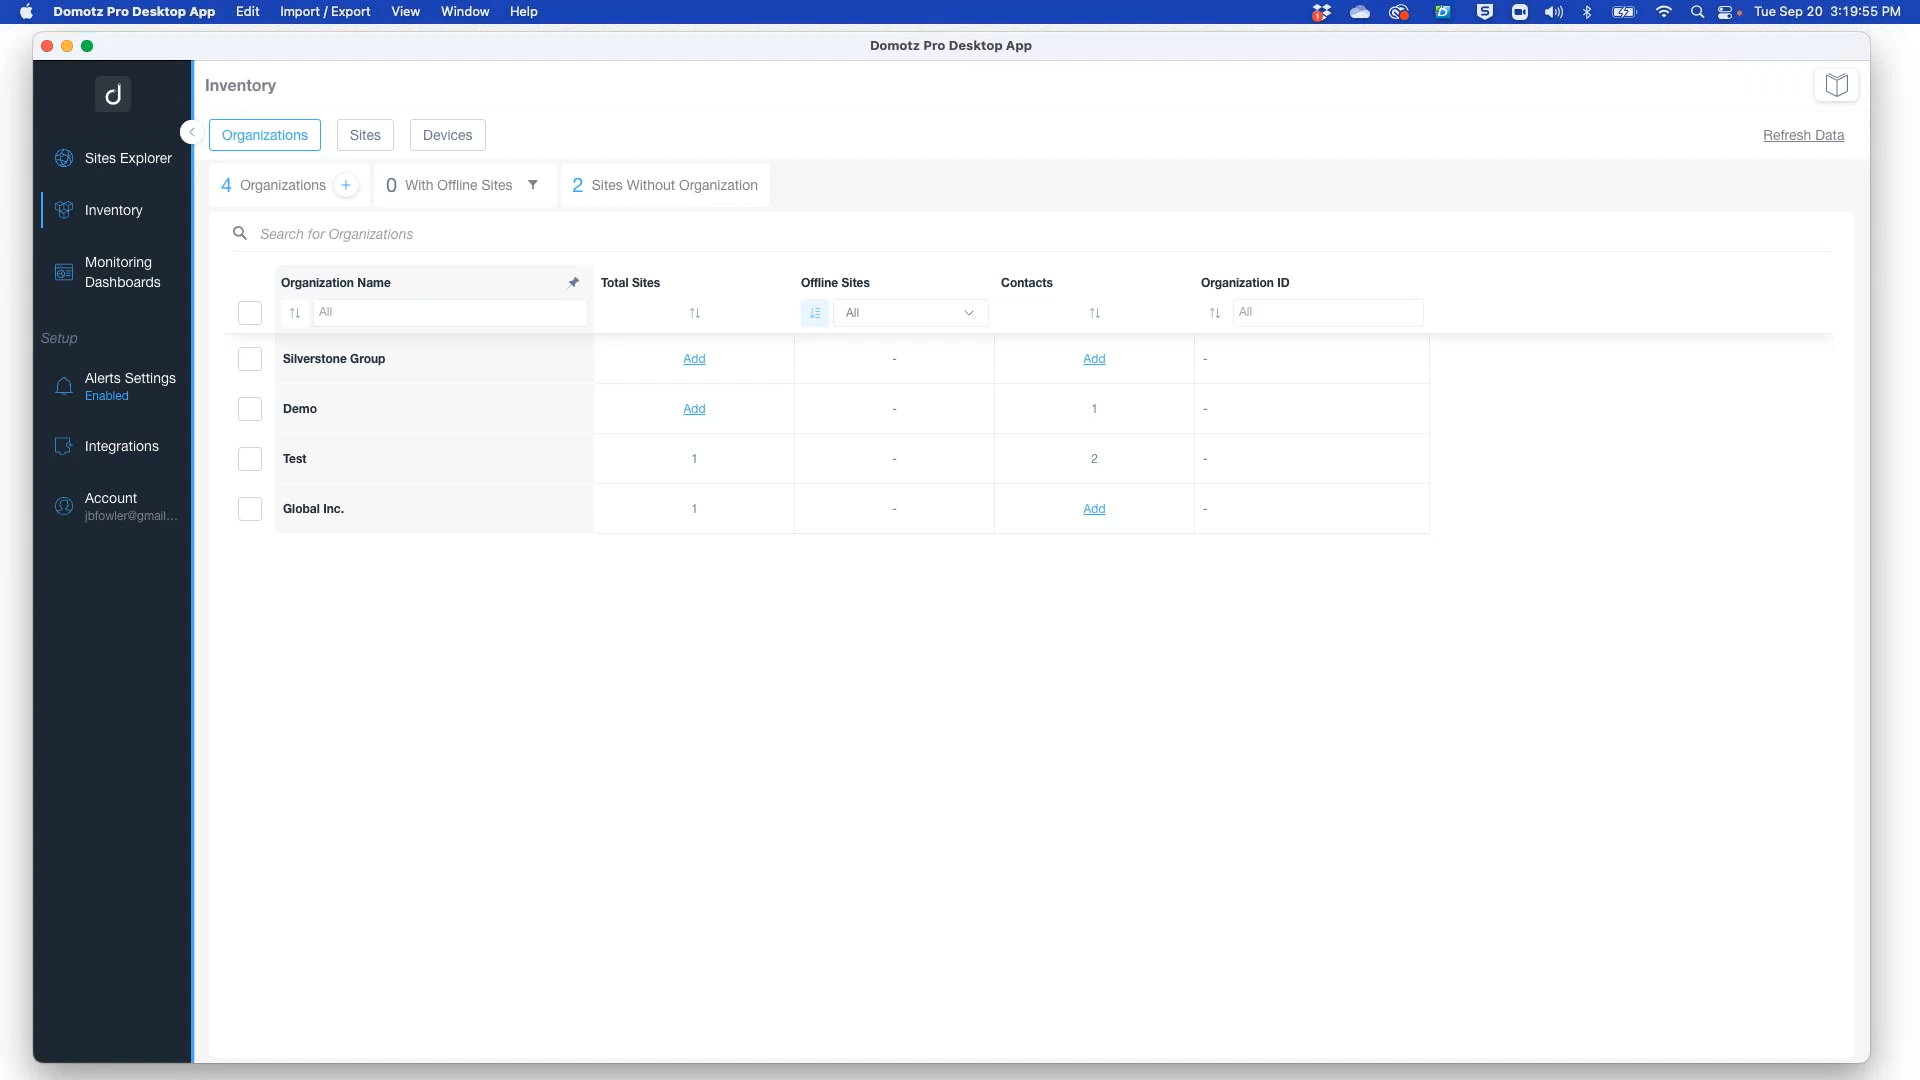 Domotz Pro Desktop App Edit Import / Export View Window Help 1 Tue Sep 20 3:19:55 PM
Domotz Pro Desktop App
Inventory
Organizations Sites Devices Refresh Data
Sites Explorer
4 Organizations + 0 With Offline Sites 2 Sites Without Organization
Inventory
Search for Organizations
Monitoring
Dashboards
Organization Name Total Sites Offline Sites Contacts Organization ID
All All All
Setup
Silverstone Group Add - Add -
Alerts Settings
Enabled
Demo Add - 1 -
Integrations
Test 1 - 2 -
Account
jbfowler@gmail...
Global Inc. 1 - Add -